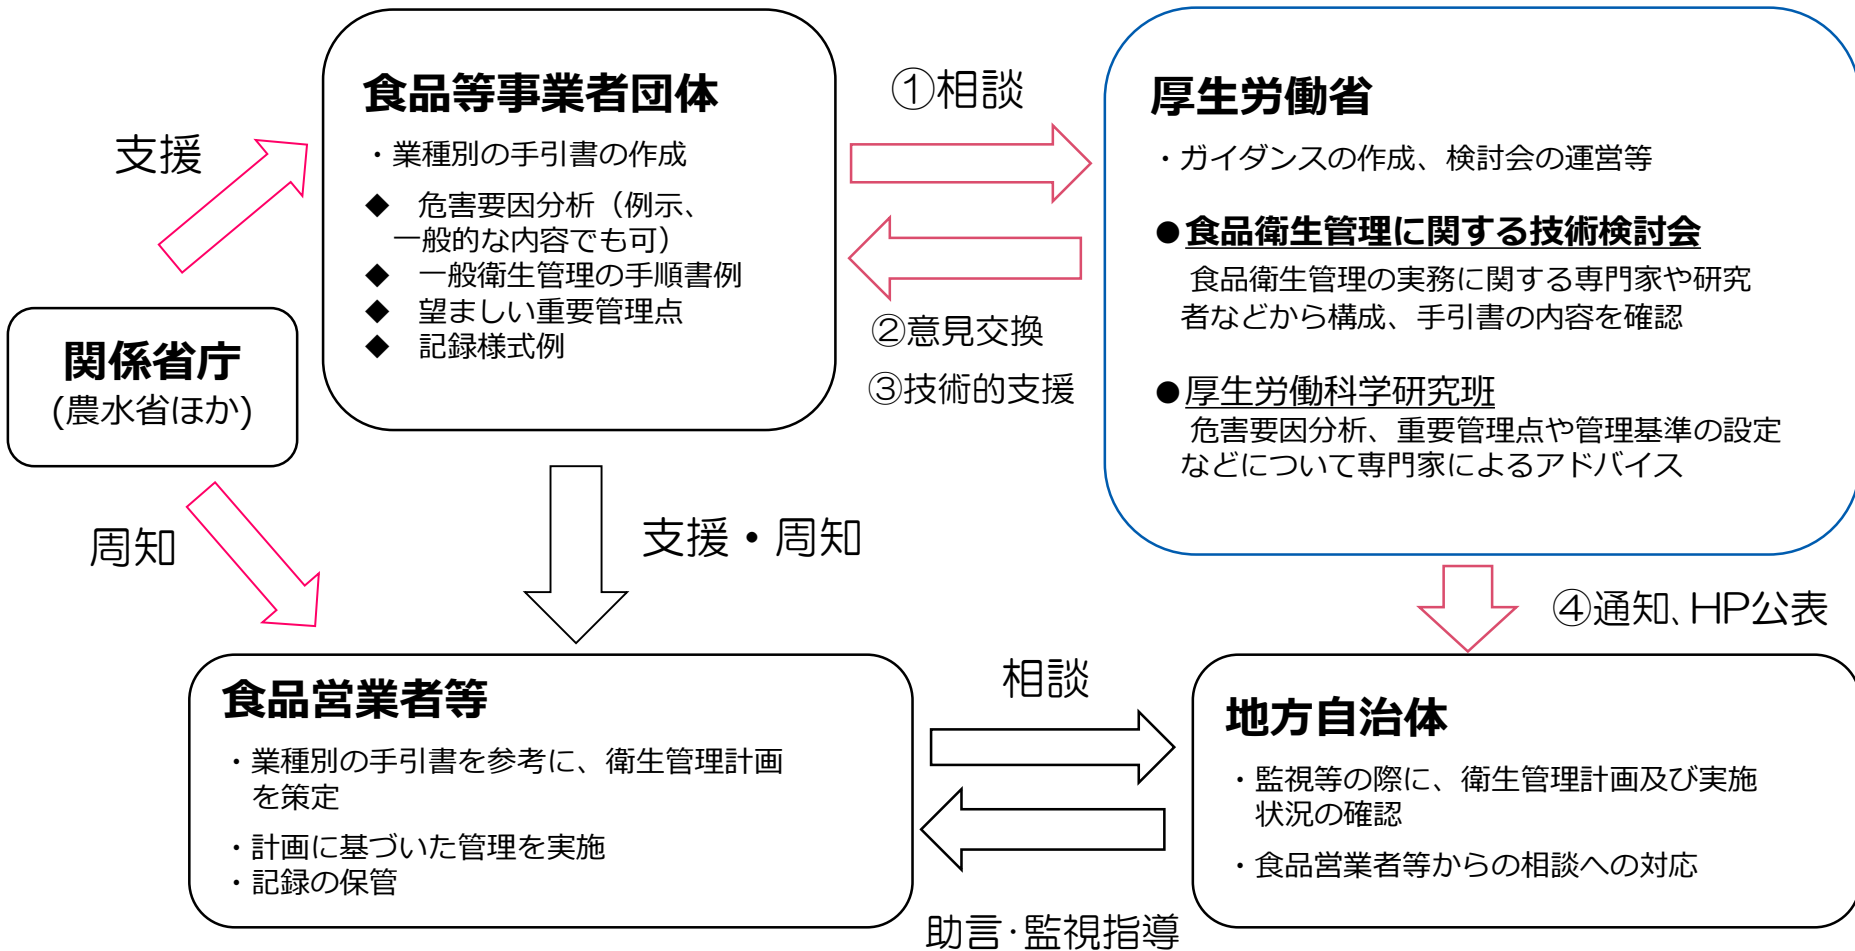 支援
食品等事業者団体
・業種別の手引書の作成
◆ 危害要因分析（例示、
一般的な内容でも可）
◆ 一般衛生管理の手順書例
◆ 望ましい重要管理点
◆ 記録様式例
①相談
②意見交換
③技術的支援
厚生労働省
・ガイダンスの作成、検討会の運営等
●食品衛生管理に関する技術検討会
食品衛生管理の実務に関する専門家や研究
者などから構成、手引書の内容を確認
●厚生労働科学研究班
危害要因分析、重要管理点や管理基準の設定
などについて専門家によるアドバイス
関係省庁
(農水省ほか)
周知
支援・周知
④通知、HP公表
食品営業者等
・業種別の手引書を参考に、衛生管理計画
を策定
・計画に基づいた管理を実施
・記録の保管
相談
助言・監視指導
地方自治体
・監視等の際に、衛生管理計画及び実施
状況の確認
・食品営業者等からの相談への対応